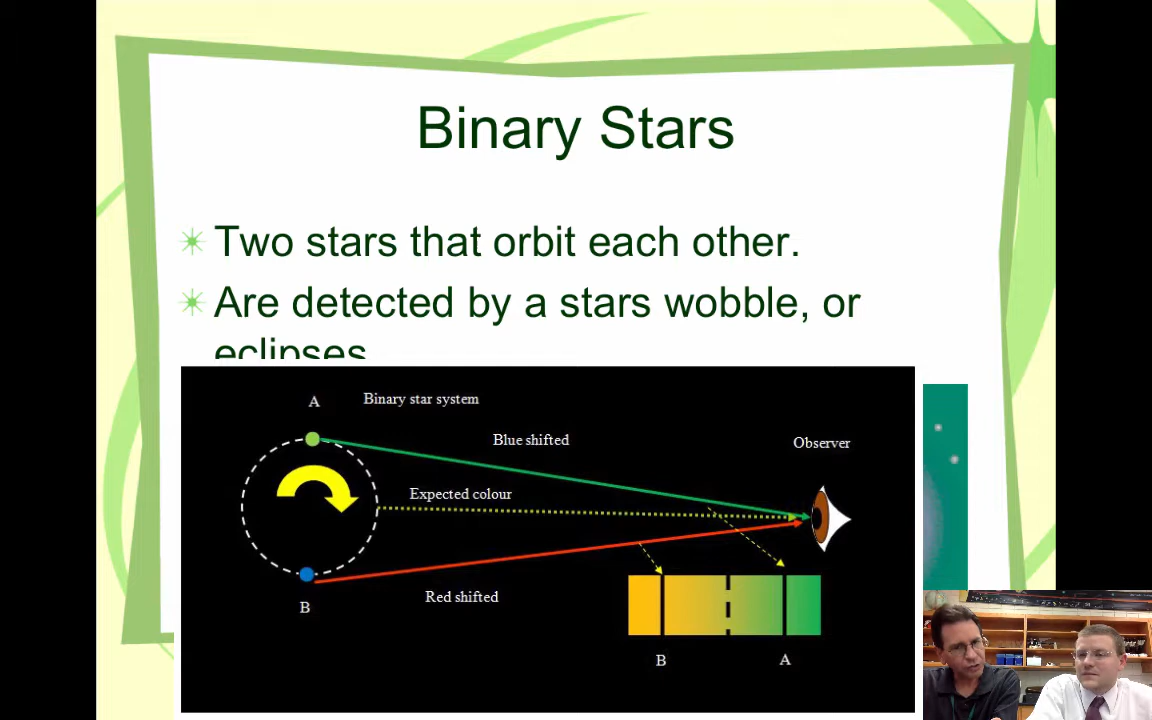 Binary Stars
Two stars that orbit each other.
Are detected by a stars wobble, or
eclipses
A
Binary star system
Blue shifted
Observer
Expected colour
Red shifted
B
B
A